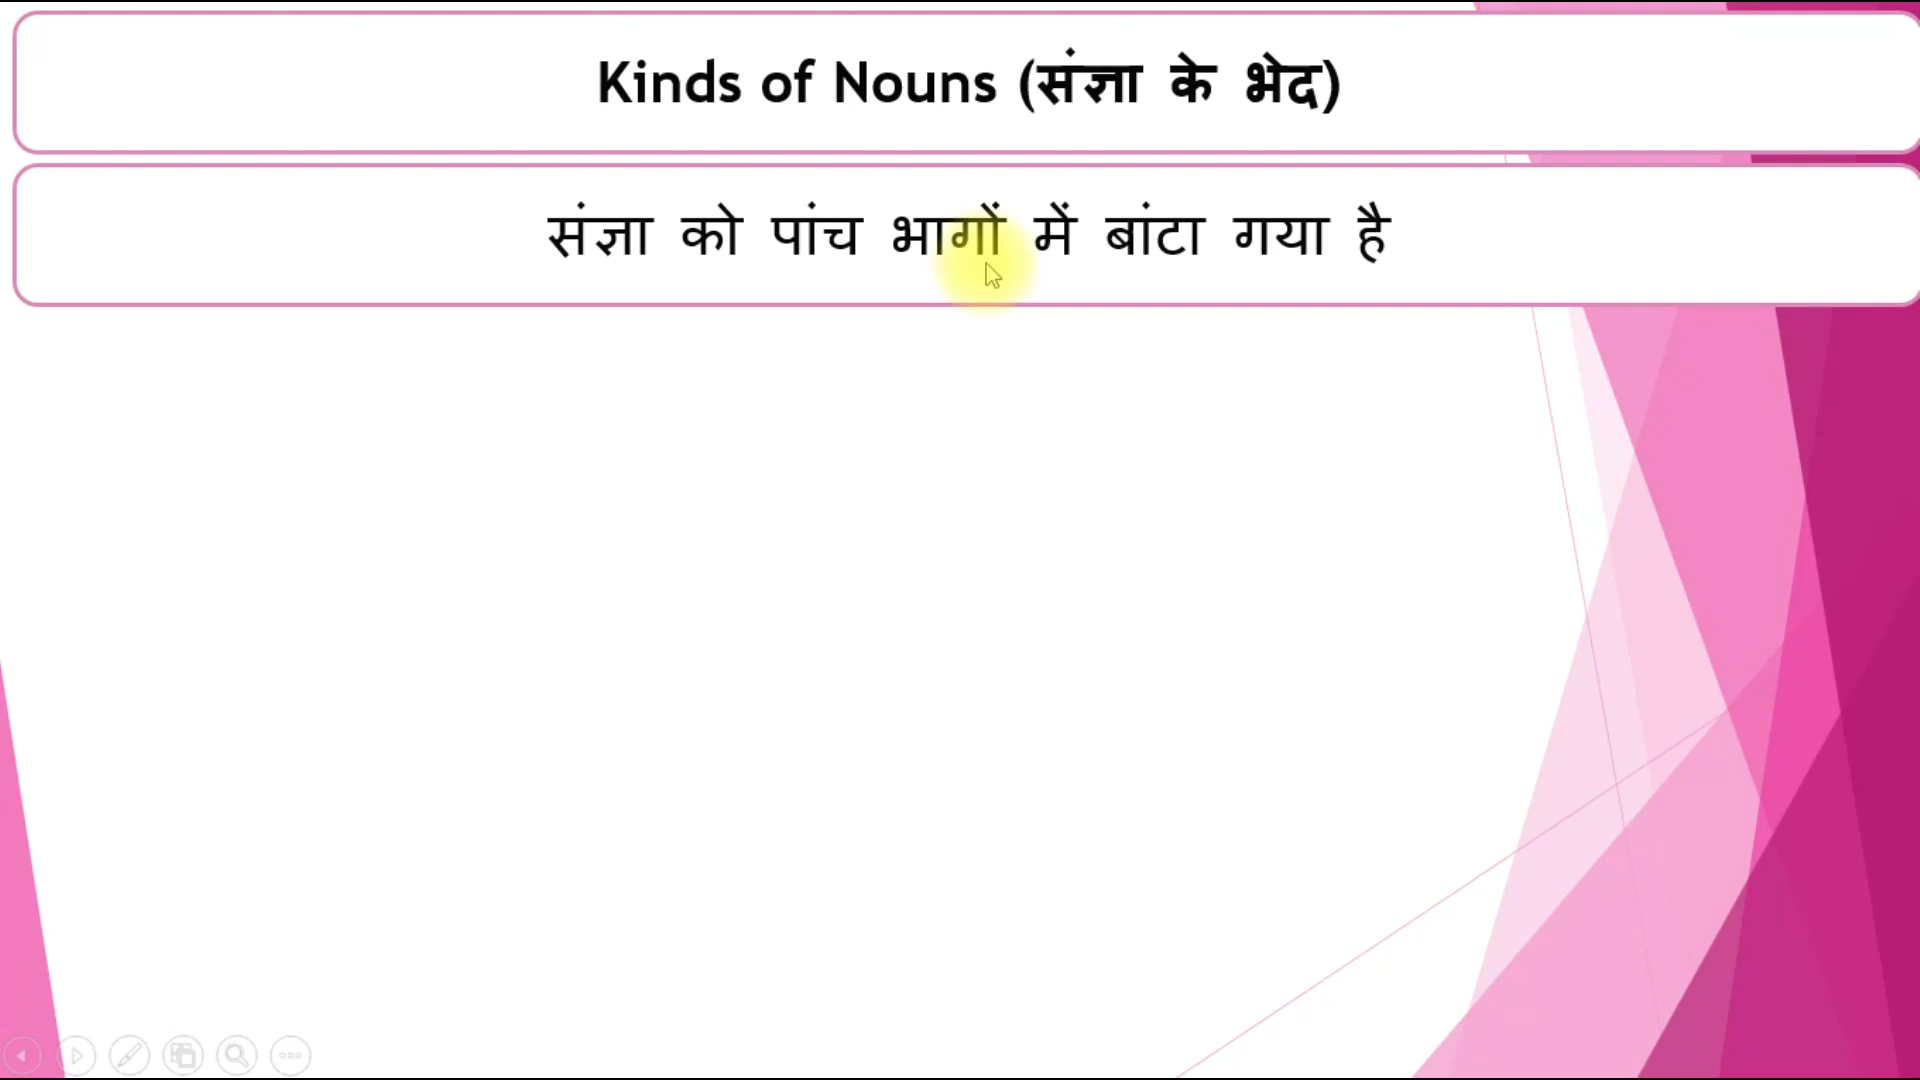 Kinds of Nouns (संज्ञा के भेद)
संज्ञा को पांच भागों में बांटा गया है